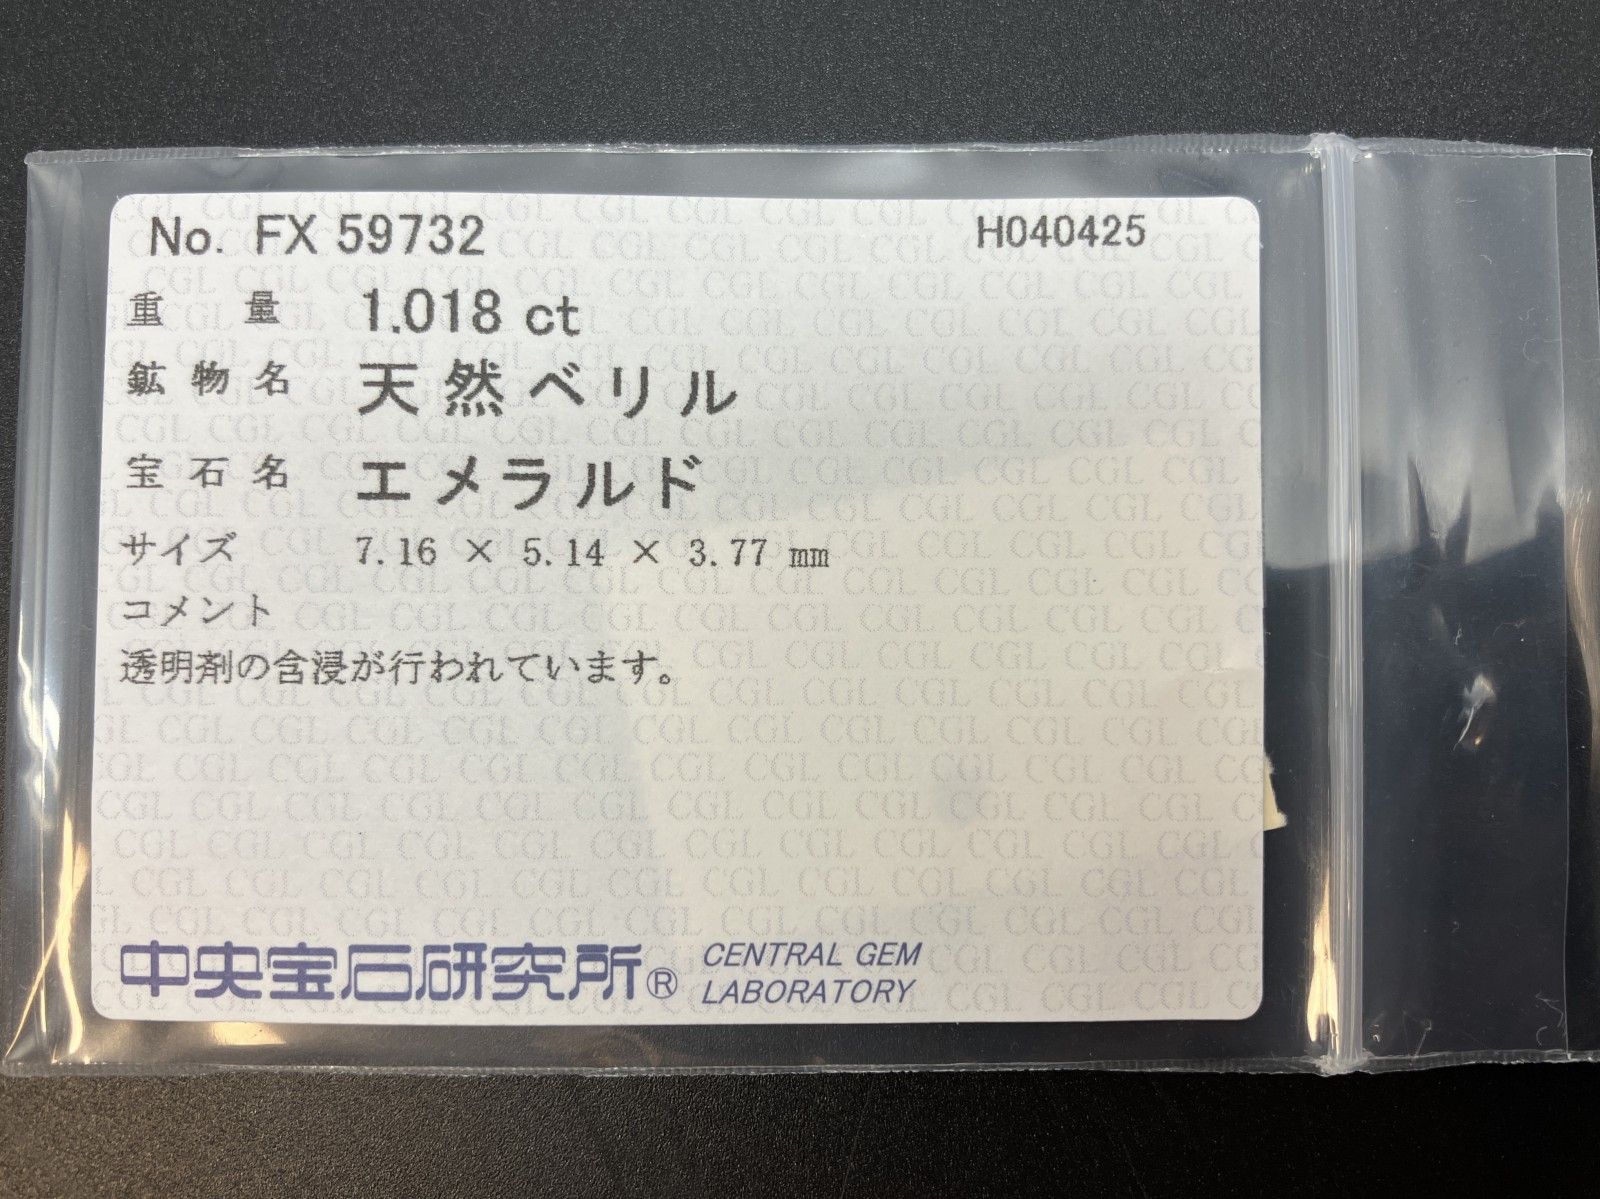 No. FX 59732 H040425
重量 1.018 ct
鉱物名 天然ベリル
宝石名 エメラルド
サイズ 7.16 × 5.14 × 3.77 mm
コメント
透明剤の含浸が行われています。
中央宝石研究所® CENTRAL GEM
LABORATORY